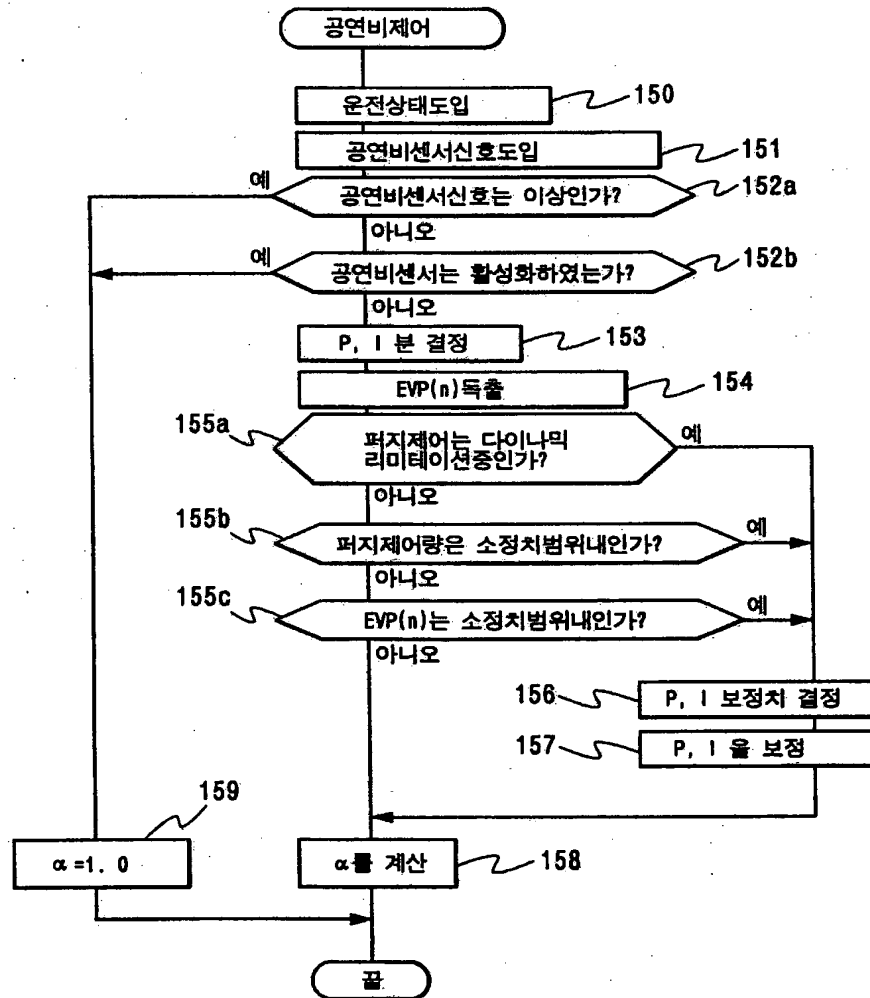 공연비제어
운전상태도입
150
공연비센서신호도입
151
예
공연비센서신호는 이상인가?
152a
아니오
예
공연비센서는 활성화하였는가?
152b
아니오
P, I 분 결정
153
EVP(n)독출
154
155a
퍼지제어는 다이나믹
리미테이션중인가?
예
아니오
155b
퍼지제어량은 소정치범위내인가?
예
아니오
155c
EVP(n)는 소정치범위내인가?
예
아니오
156
P, I 보정치 결정
157
P, I 을 보정
159
α=1. 0
α를 계산
158
끝